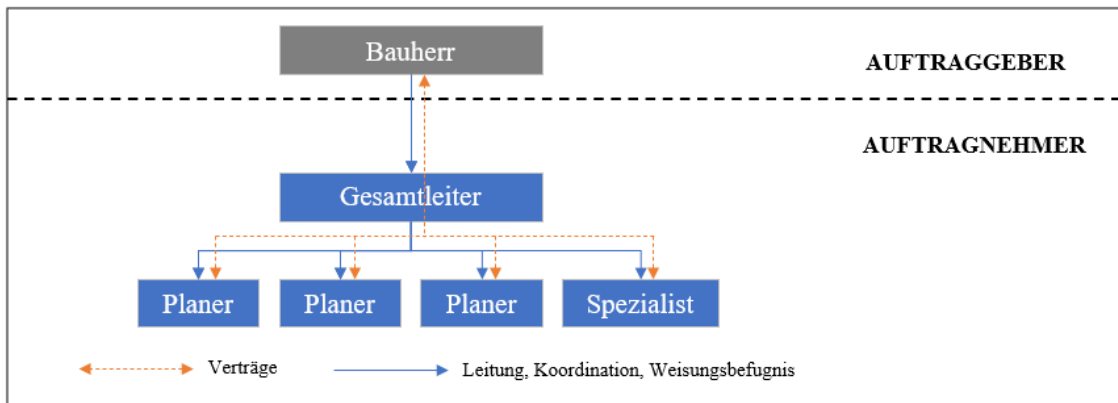 Bauherr
AUFTRAGGEBER
AUFTRAGNEHMER
Gesamtleiter
Planer
Planer
Planer
Spezialist
Verträge
Leitung, Koordination, Weisungsbefugnis